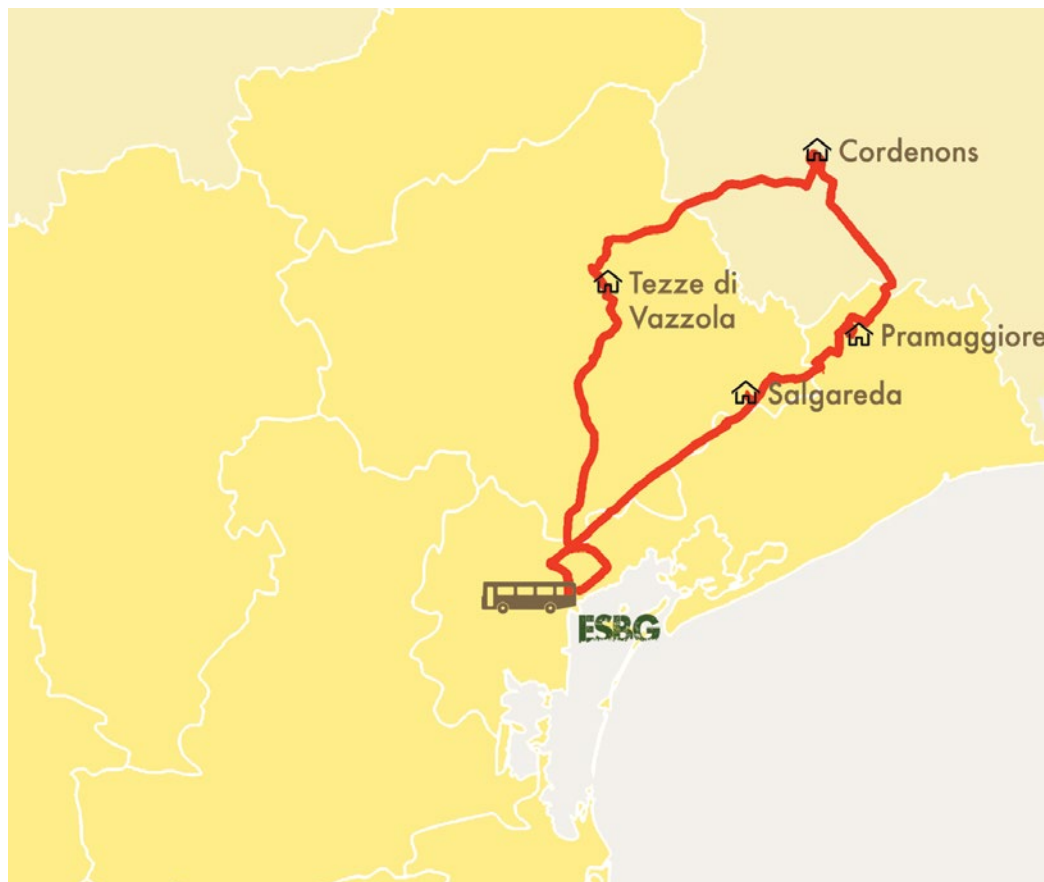 Cordenons
Tezze di
Vazzola
Pramaggiore
Salgareda
ESBG